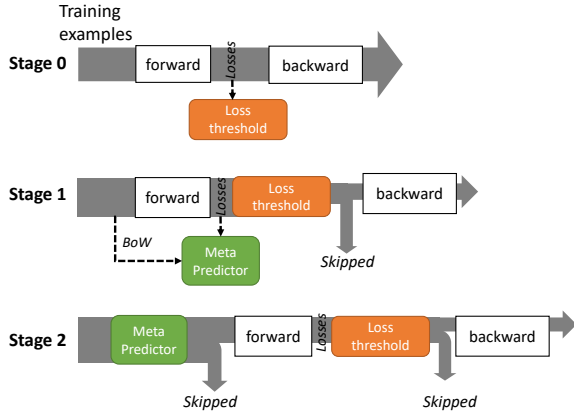 Training
examples
Stage 0
forward
Losses
backward
Loss
threshold
Stage 1
forward
Losses
Loss
threshold
backward
BoW
Meta
Predictor
Skipped
Stage 2
Meta
Predictor
forward
Losses
Loss
threshold
backward
Skipped
Skipped